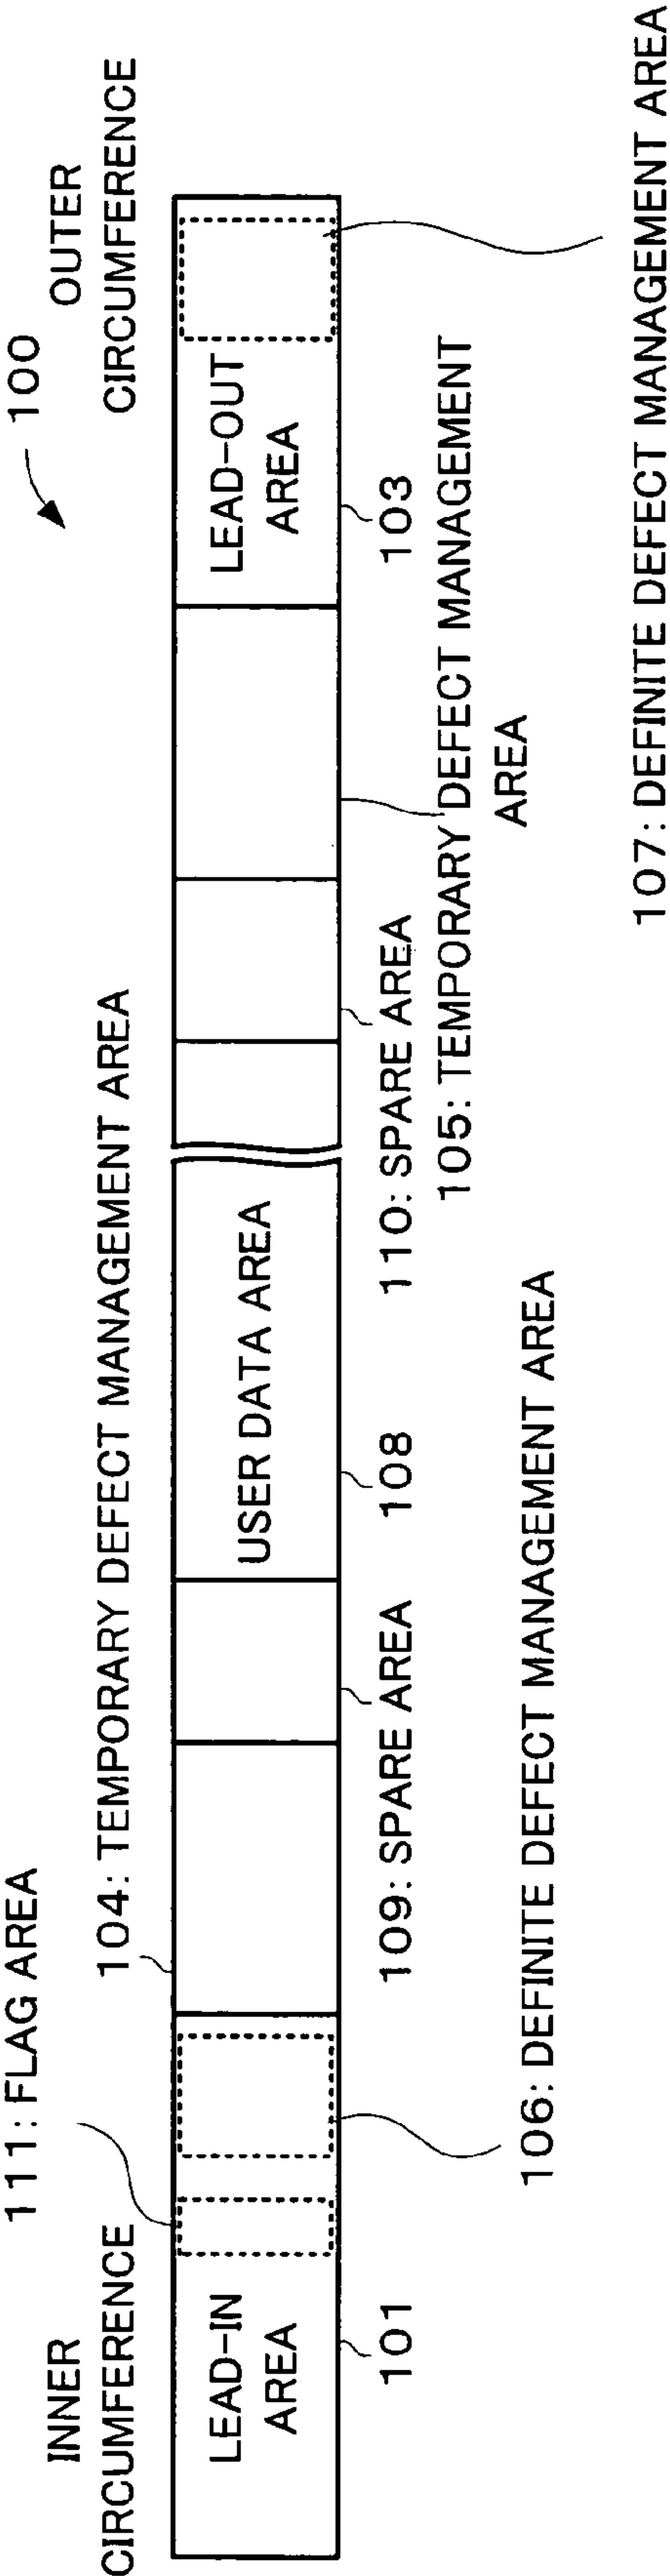 100
INNER
CIRCUMFERENCE
111: FLAG AREA
104: TEMPORARY DEFECT MANAGEMENT AREA
OUTER
CIRCUMFERENCE
LEAD-IN
AREA
USER DATA AREA
LEAD-OUT
AREA
101
109: SPARE AREA
108
110: SPARE AREA
103
105: TEMPORARY DEFECT MANAGEMENT
AREA
106: DEFINITE DEFECT MANAGEMENT AREA
107: DEFINITE DEFECT MANAGEMENT AREA